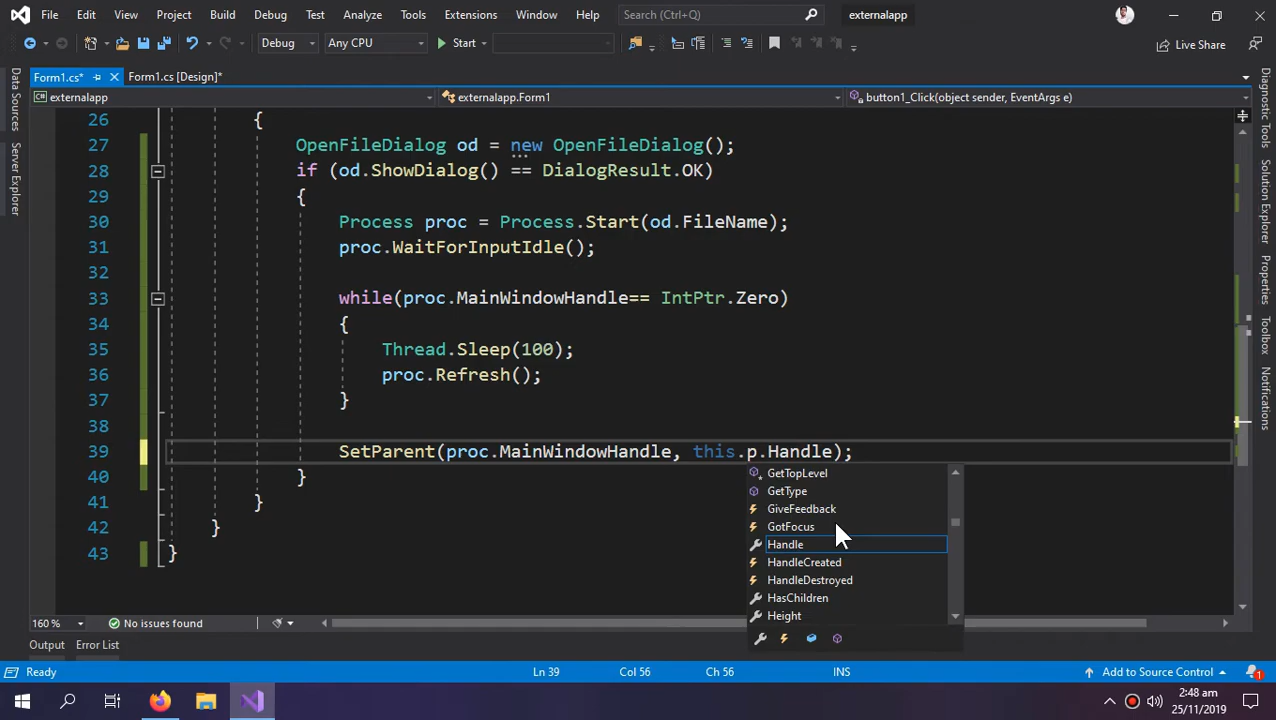 File Edit View Project Build Debug Test Analyze Tools Extensions Window Help Search (Ctrl+Q) externalapp
Debug Any CPU Start Live Share
Form1.cs* Form1.cs [Design]*
externalapp externalapp.Form1 button1_Click(object sender, EventArgs e)
Data Sources
Server Explorer
26 {
27 OpenFileDialog od = new OpenFileDialog();
28 if (od.ShowDialog() == DialogResult.OK)
29 {
30 Process proc = Process.Start(od.FileName);
31 proc.WaitForInputIdle();
32
33 while(proc.MainWindowHandle== IntPtr.Zero)
34 {
35 Thread.Sleep(100);
36 proc.Refresh();
37 }
38
39 SetParent(proc.MainWindowHandle, this.p.Handle);
40 }
41 }
42 }
43 }
GetTopLevel
GetType
GiveFeedback
GotFocus
Handle
HandleCreated
HandleDestroyed
HasChildren
Height
Diagnostic Tools
Solution Explorer
Properties
Toolbox
Notifications
160 % No issues found
Output Error List
Ready Ln 39 Col 56 Ch 56 INS Add to Source Control 1
2:48 am
25/11/2019